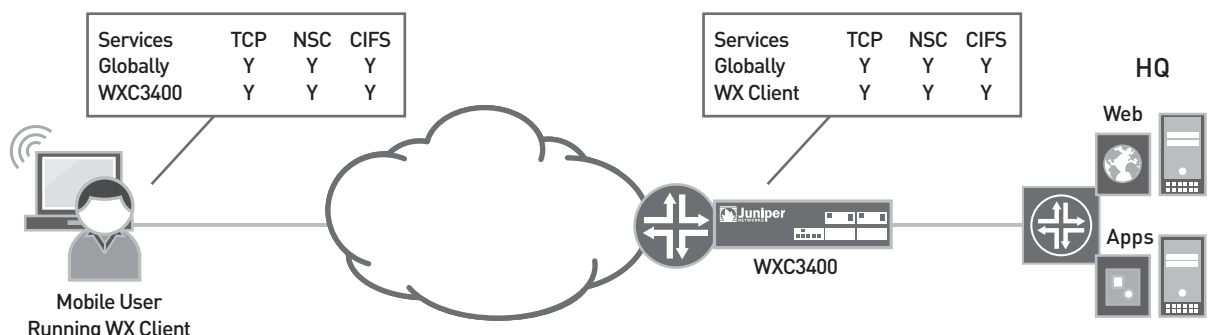 Services TCP NSC CIFS
Globally Y Y Y
WXC3400 Y Y Y
Services TCP NSC CIFS
Globally Y Y Y
WX Client Y Y Y
HQ
Web
Juniper
NETWORKS
WXC3400
Apps
Mobile User
Running WX Client